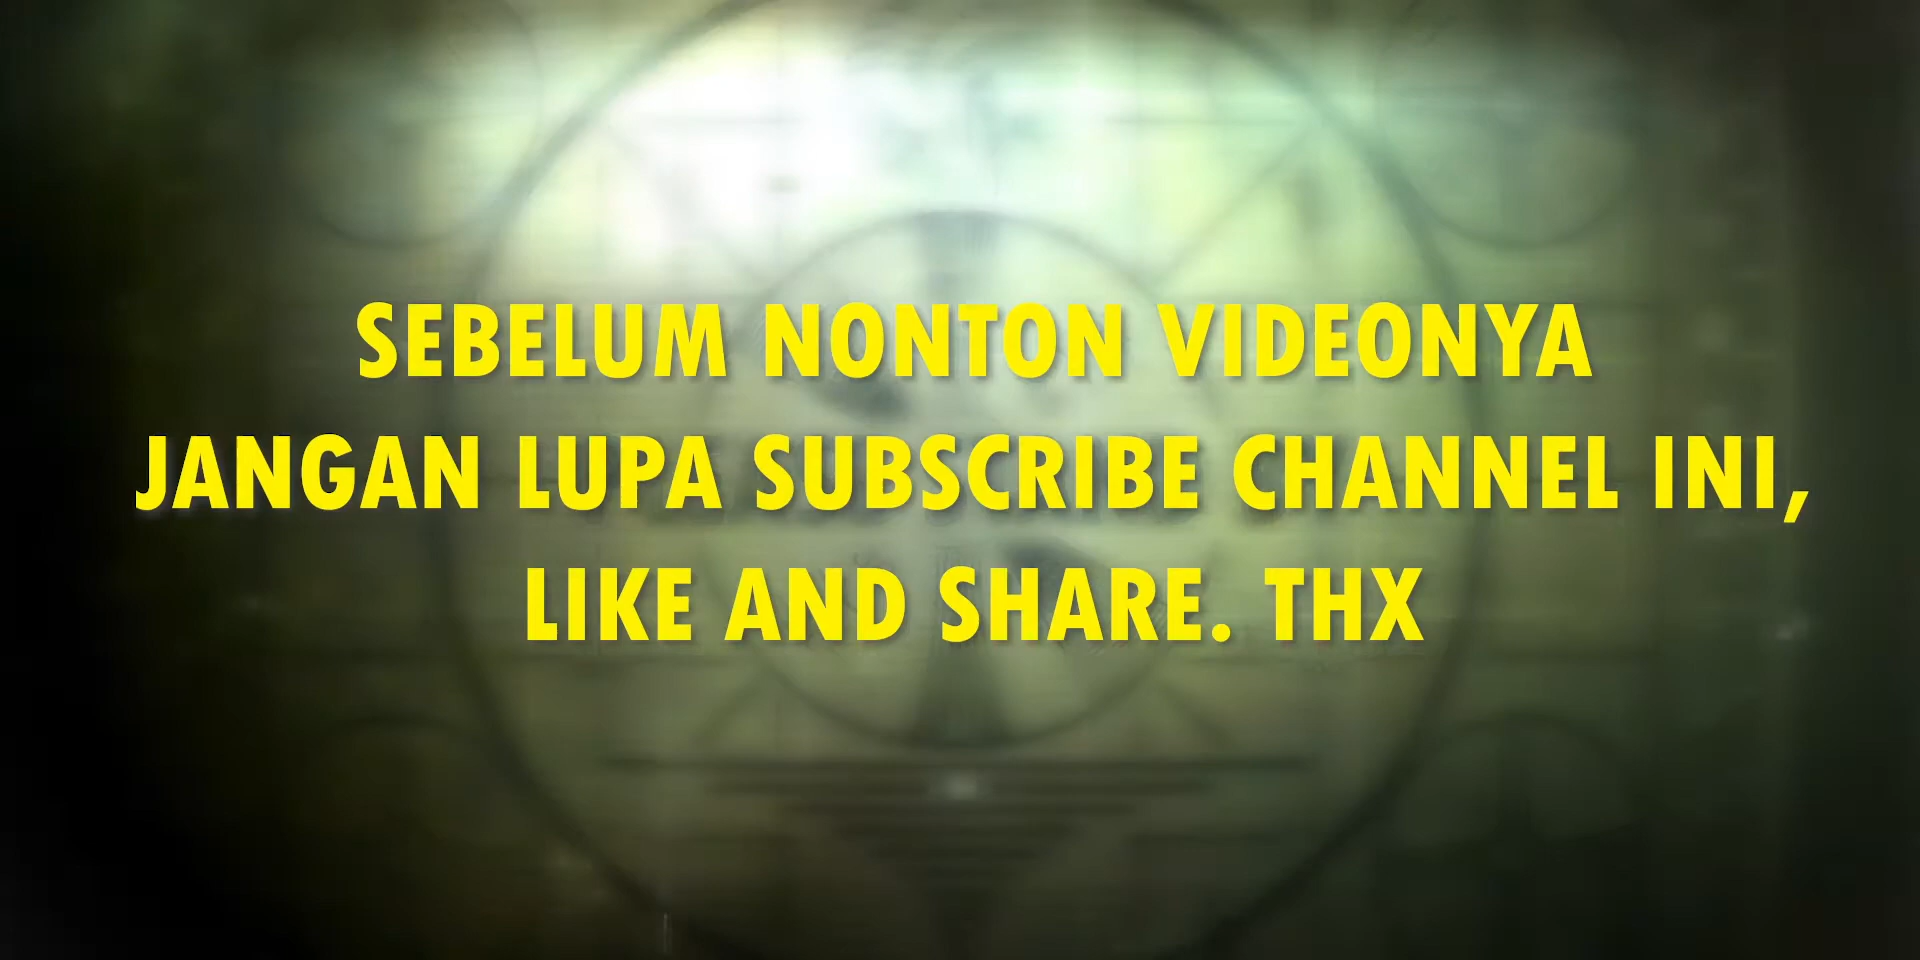 SEBELUM NONTON VIDEONYA
JANGAN LUPA SUBSCRIBE CHANNEL INI,
LIKE AND SHARE. THX